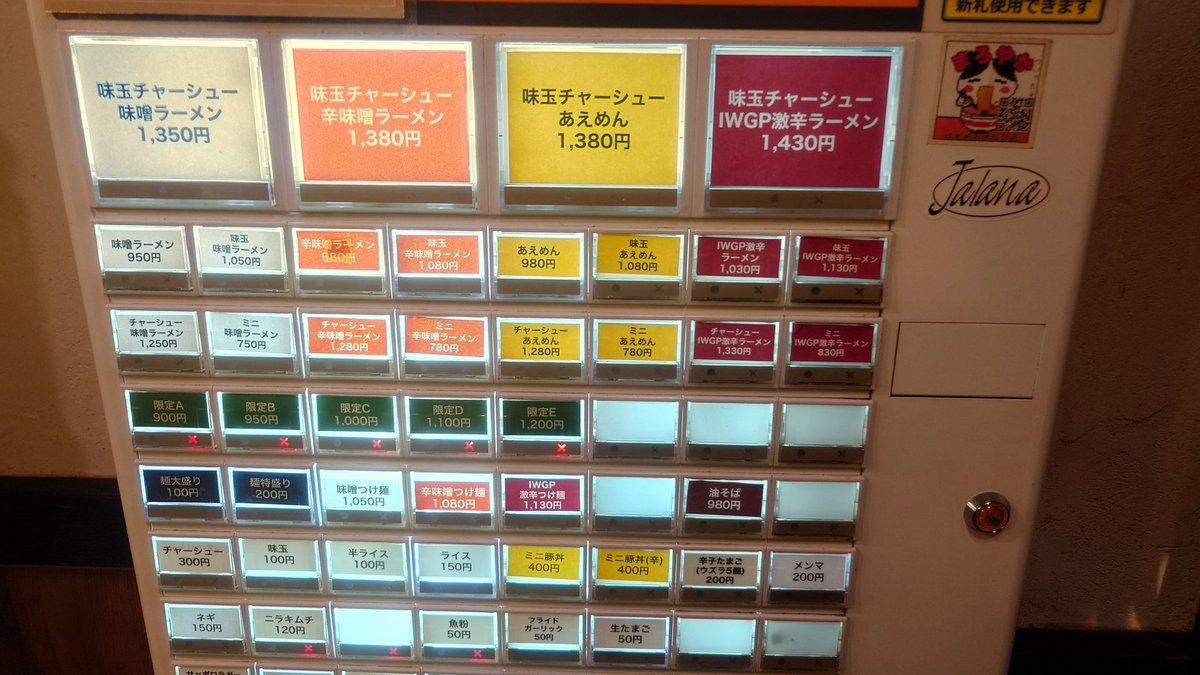 新札使用できます
味玉チャーシュー
味噌ラーメン
1,350円
味玉チャーシュー
辛味噌ラーメン
1,380円
味玉チャーシュー
あえめん
1,380円
味玉チャーシュー
IWGP激辛ラーメン
1,430円
まろやか
Jalana
味噌ラーメン
950円
味玉
味噌ラーメン
1,050円
辛味噌ラーメン
980円
味玉
辛味噌ラーメン
1,080円
あえめん
980円
味玉
あえめん
1,080円
IWGP激辛
ラーメン
1,030円
味玉
IWGP激辛ラーメン
1,130円
チャーシュー
味噌ラーメン
1,250円
ミニ
味噌ラーメン
750円
チャーシュー
辛味噌ラーメン
1,280円
ミニ
辛味噌ラーメン
780円
チャーシュー
あえめん
1,280円
ミニ
あえめん
780円
チャーシュー
IWGP激辛ラーメン
1,330円
ミニ
IWGP激辛ラーメン
830円
限定A
900円
限定B
950円
限定C
1,000円
限定D
1,100円
限定E
1,200円
麺大盛り
100円
麺特盛り
200円
味噌つけ麺
1,050円
辛味噌つけ麺
1,080円
IWGP
激辛つけ麺
1,130円
油そば
980円
チャーシュー
300円
味玉
100円
半ライス
100円
ライス
150円
ミニ豚丼
400円
ミニ豚丼(辛)
400円
辛子たまご
(ウズラ5個)
200円
メンマ
200円
ネギ
150円
ニラキムチ
120円
魚粉
50円
フライド
ガーリック
50円
生たまご
50円